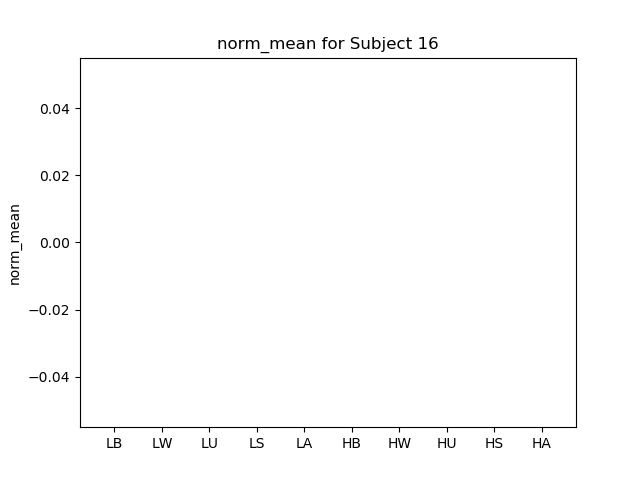 norm_mean for Subject 16
norm_mean
0.04
0.02
0.00
−0.02
−0.04
LB LW LU LS LA HB HW HU HS HA